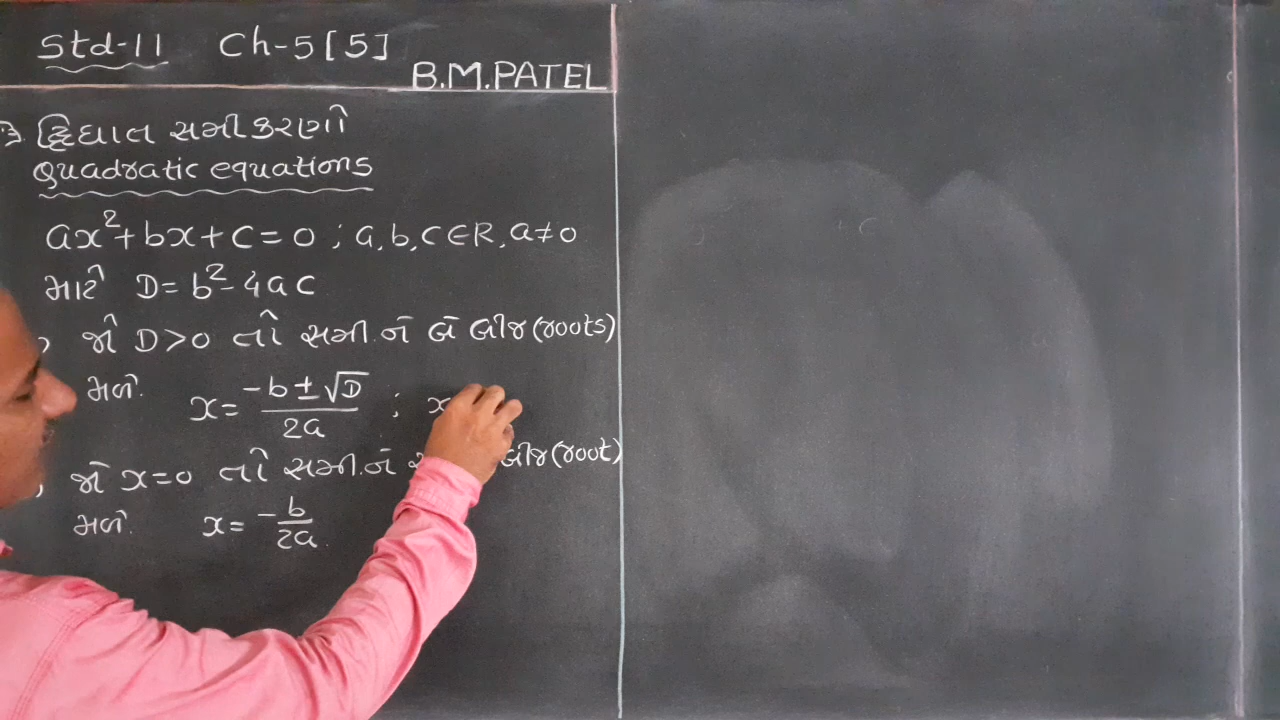 Std-11 Ch-5[5]
B.M.PATEL
દ્વિઘાત સમીકરણો
Quadratic equations
ax²+bx+c=0 ; a,b,c∈R, a≠0
માટે D=b²-4ac
જો D>0 તો સમી.ને બે બીજ(roots)
મળે. x=-b±√D/2a ; x
જો x=0 તો સમી.ને બીજ(root)
મળે. x=-b/2a.